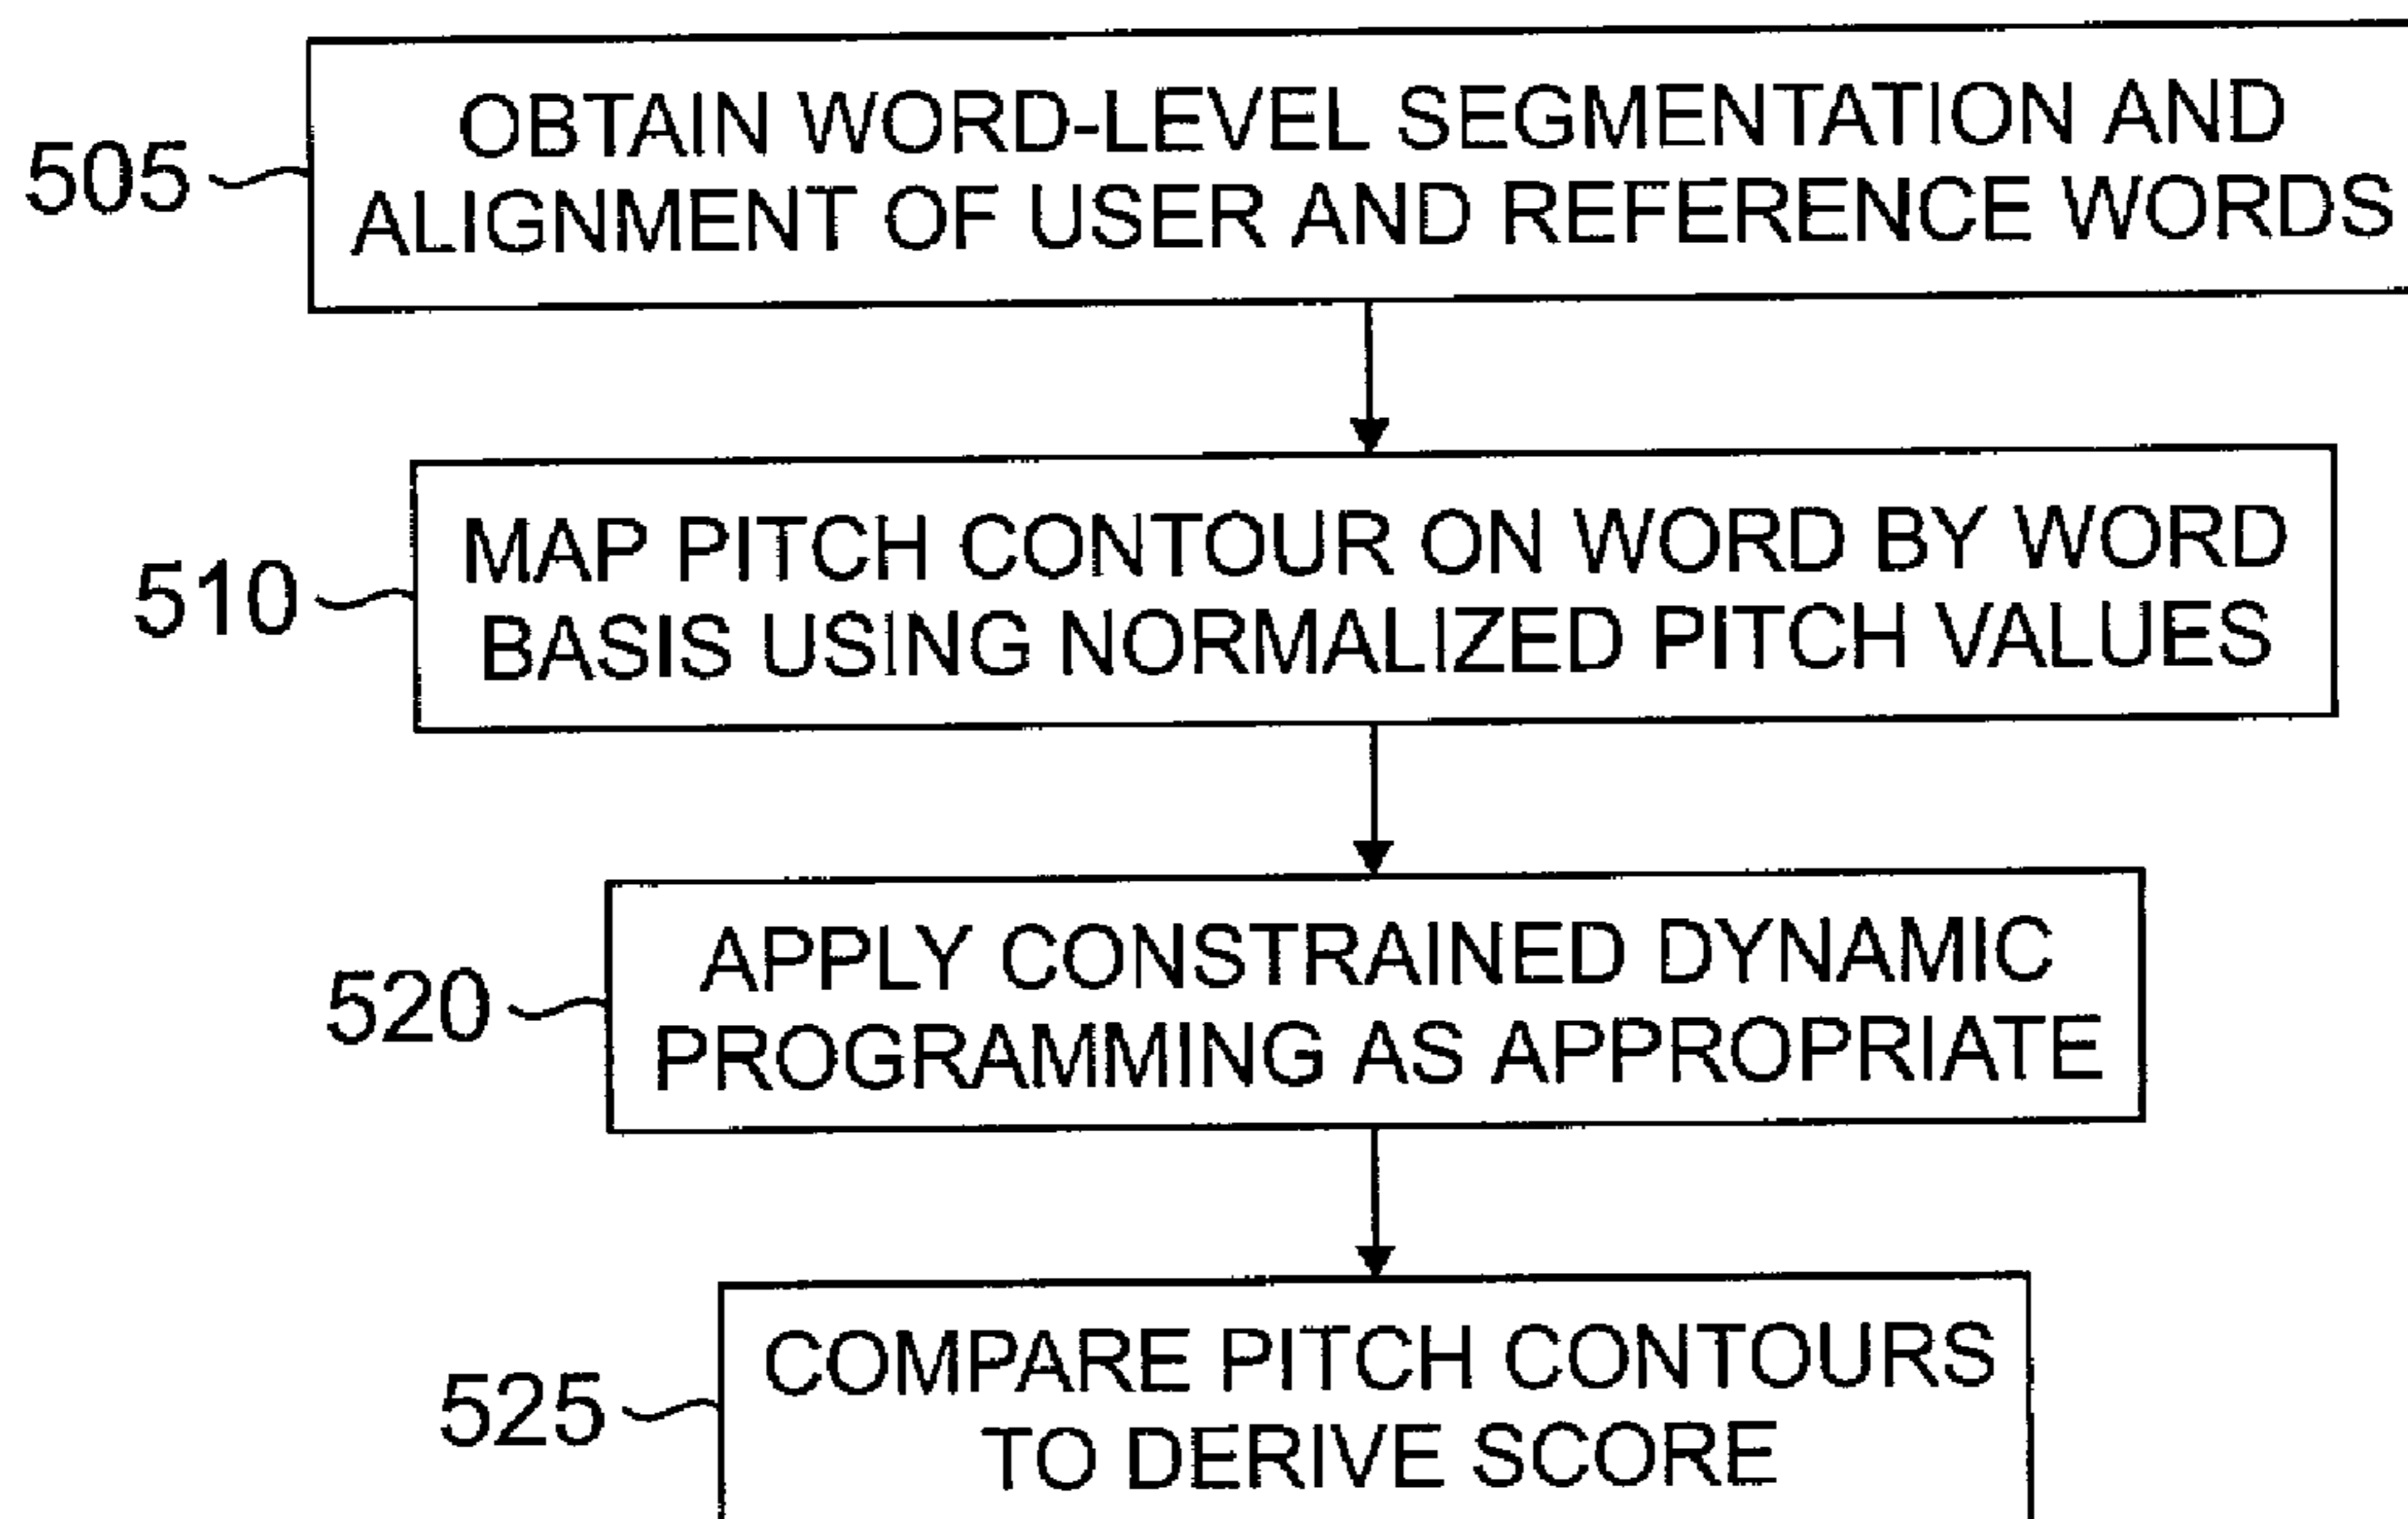 505
OBTAIN WORD-LEVEL SEGMENTATION AND
ALIGNMENT OF USER AND REFERENCE WORDS
510
MAP PITCH CONTOUR ON WORD BY WORD
BASIS USING NORMALIZED PITCH VALUES
520
APPLY CONSTRAINED DYNAMIC
PROGRAMMING AS APPROPRIATE
525
COMPARE PITCH CONTOURS
TO DERIVE SCORE